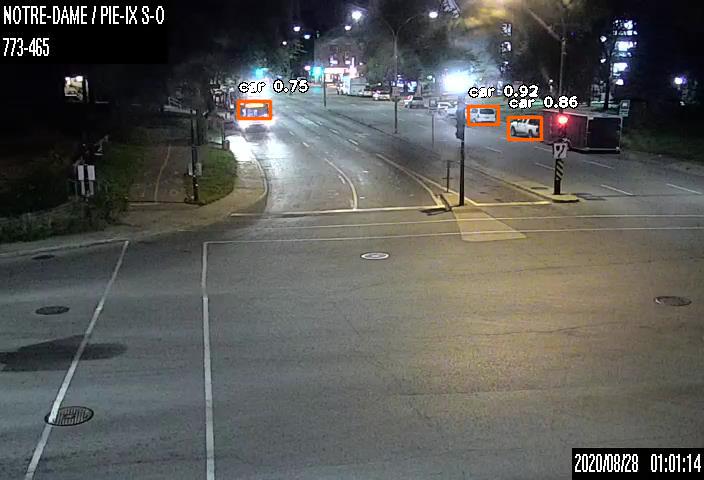 NOTRE-DAME / PIE-IX S-O
773-465
car 0.75
car 0.92
car 0.86
2020/08/28 01:01:14